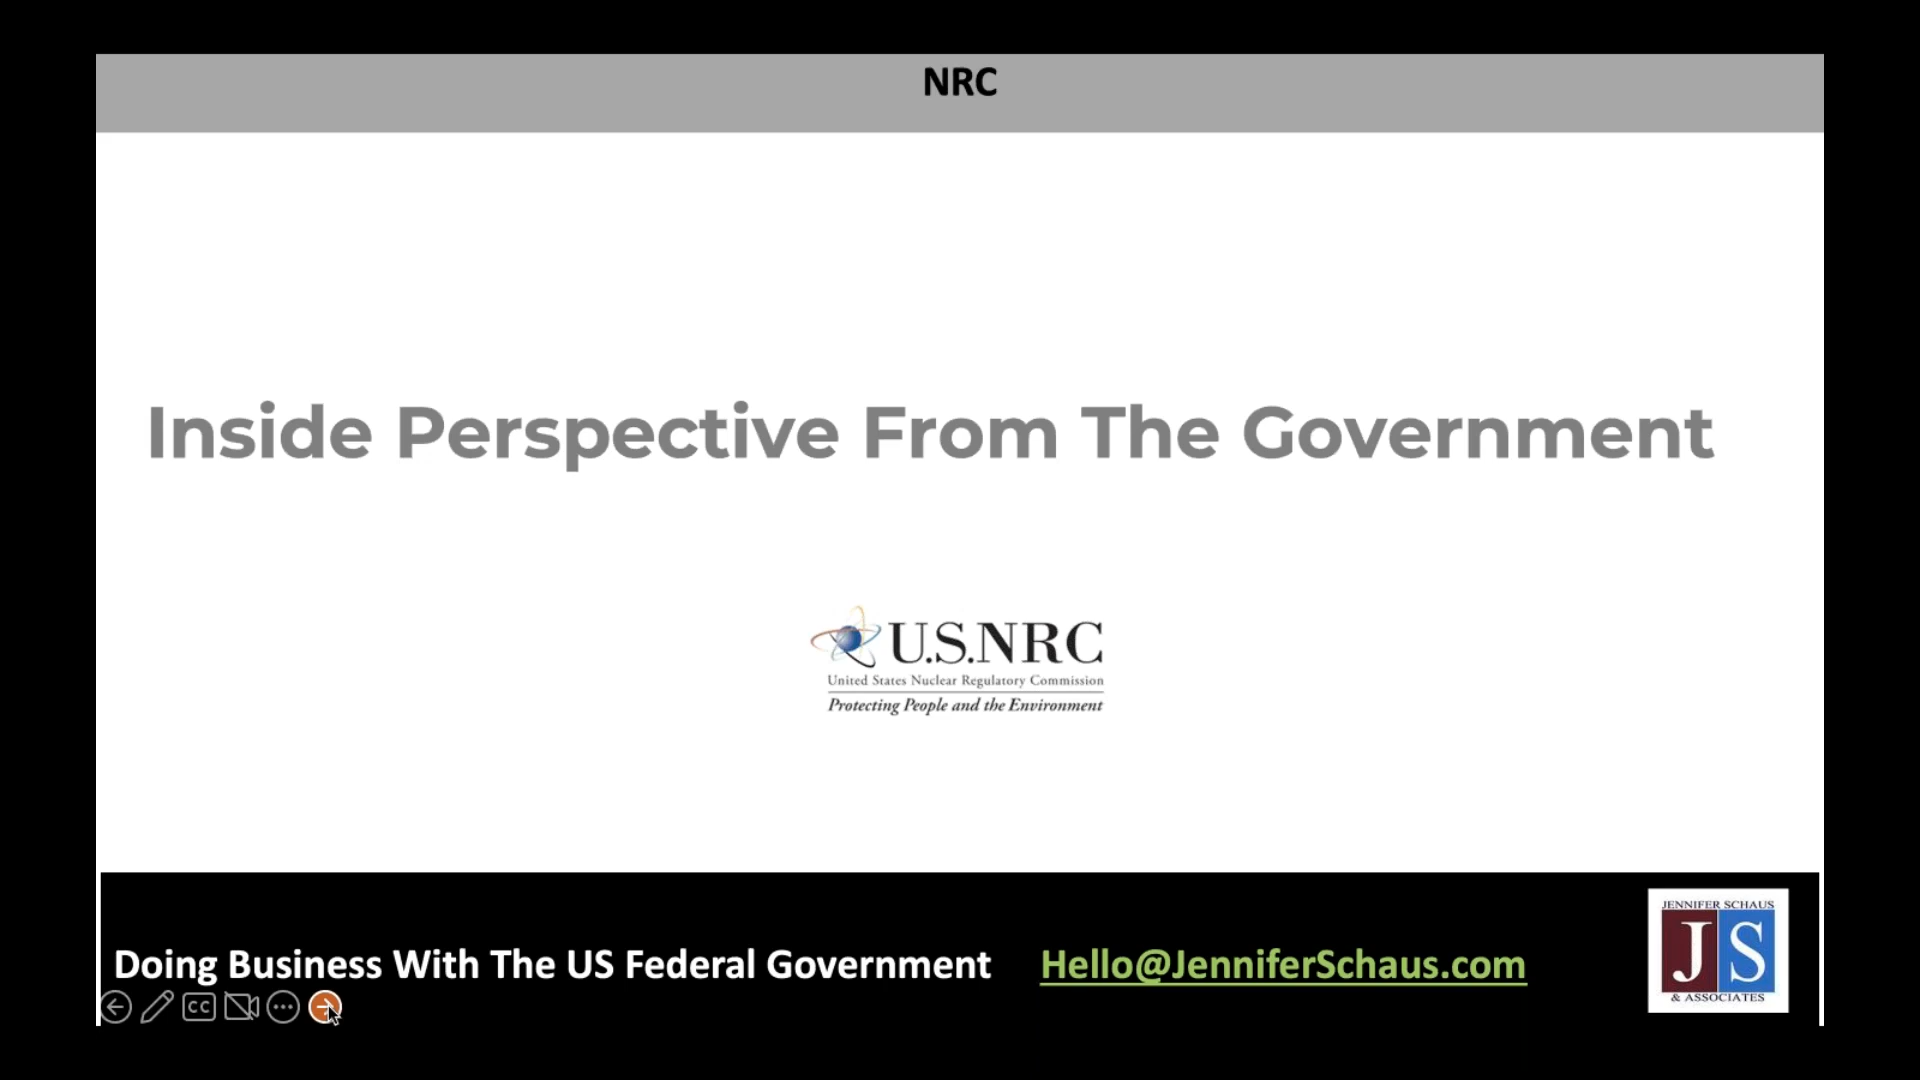 NRC
Inside Perspective From The Government
U.S.NRC
United States Nuclear Regulatory Commission
Protecting People and the Environment
Doing Business With The US Federal Government Hello@JenniferSchaus.com
JENNIFER SCHAUS
JS
& ASSOCIATES
CC